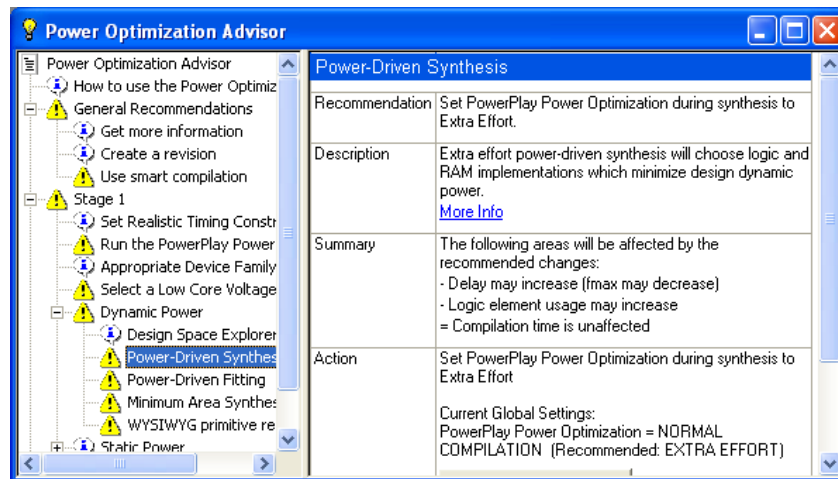 Power Optimization Advisor
Power Optimization Advisor
How to use the Power Optimiz
General Recommendations
Get more information
Create a revision
Use smart compilation
Stage 1
Set Realistic Timing Constr
Run the PowerPlay Power
Appropriate Device Family
Select a Low Core Voltage
Dynamic Power
Design Space Explorer
Power-Driven Synthes
Power-Driven Fitting
Minimum Area Synthes
WYSIWYG primitive re
Static Power
Power-Driven Synthesis
Recommendation
Set PowerPlay Power Optimization during synthesis to
Extra Effort.
Description
Extra effort power-driven synthesis will choose logic and
RAM implementations which minimize design dynamic
power.
More Info
Summary
The following areas will be affected by the
recommended changes:
- Delay may increase (fmax may decrease)
- Logic element usage may increase
= Compilation time is unaffected
Action
Set PowerPlay Power Optimization during synthesis to
Extra Effort
Current Global Settings:
PowerPlay Power Optimization = NORMAL
COMPILATION (Recommended: EXTRA EFFORT)